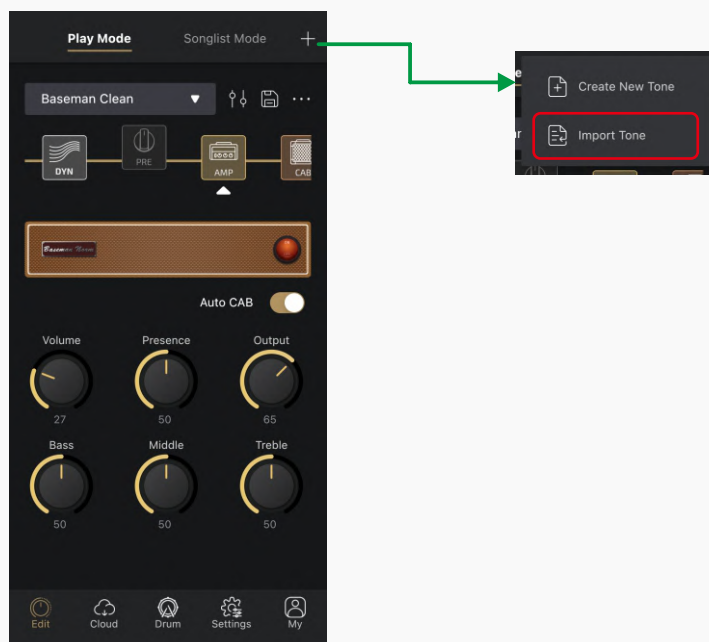 Play Mode
Songlist Mode
Baseman Clean
DYN
PRE
AMP
CAB
Auto CAB
Volume
Presence
Output
27
50
65
Bass
Middle
Treble
50
50
50
Edit
Cloud
Drum
Settings
My
Create New Tone
Import Tone